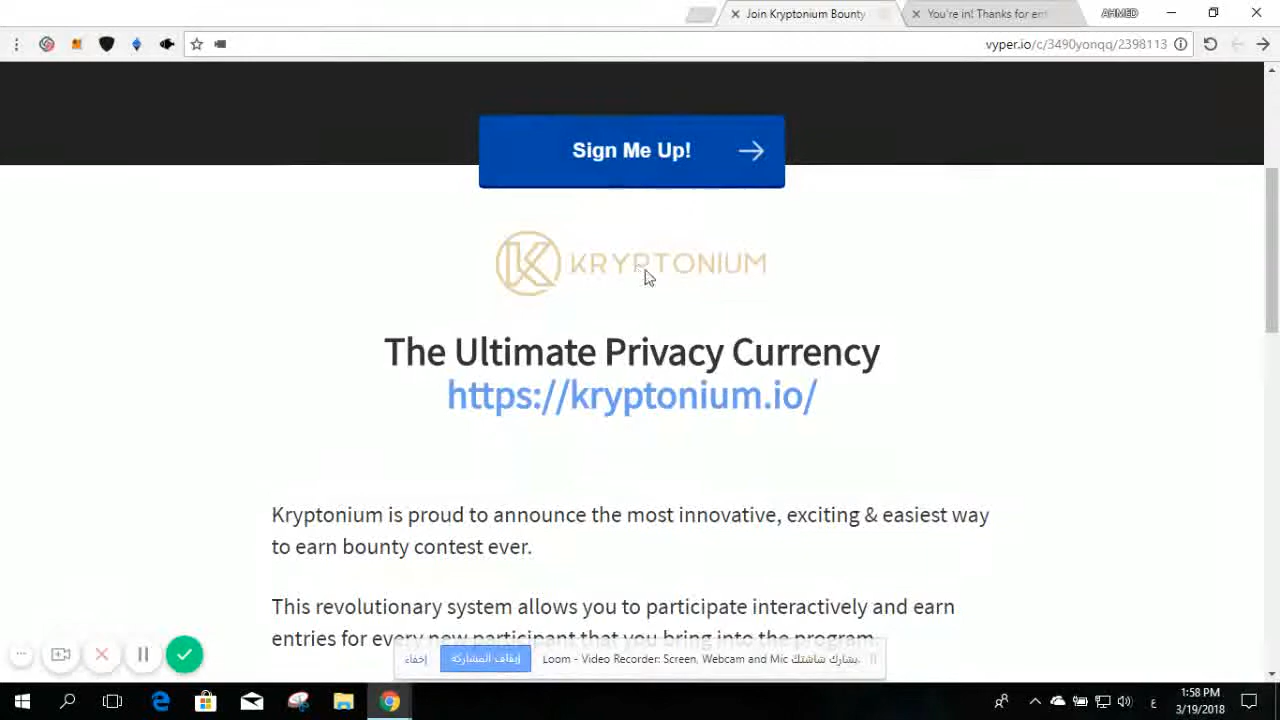 Join Kryptonium Bounty
You're in! Thanks for ent
AHMED
vyper.io/c/3490yonqq/2398113
Sign Me Up!
KRYPTONIUM
The Ultimate Privacy Currency
https://kryptonium.io/
Kryptonium is proud to announce the most innovative, exciting & easiest way
to earn bounty contest ever.
This revolutionary system allows you to participate interactively and earn
entries for every new participant that you bring into the program.
إخفاء
إيقاف المشاركة
Loom - Video Recorder: Screen, Webcam and Mic يشارك شاشتك.
1:58 PM
ع
3/19/2018